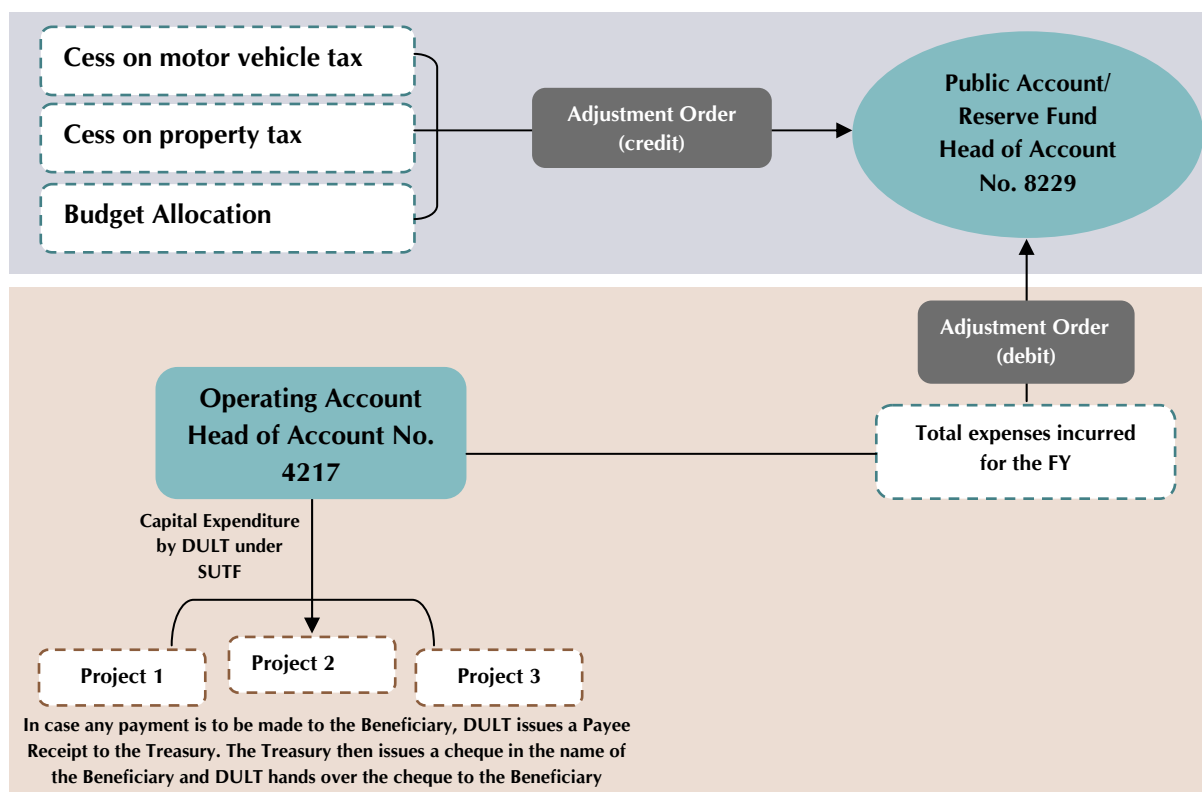 Cess on motor vehicle tax
Cess on property tax
Budget Allocation
Adjustment Order
(credit)
Public Account/
Reserve Fund
Head of Account
No. 8229
Adjustment Order
(debit)
Total expenses incurred
for the FY
Operating Account
Head of Account No.
4217
Capital Expenditure
by DULT under
SUTF
Project 1
Project 2
Project 3
In case any payment is to be made to the Beneficiary, DULT issues a Payee
Receipt to the Treasury. The Treasury then issues a cheque in the name of
the Beneficiary and DULT hands over the cheque to the Beneficiary